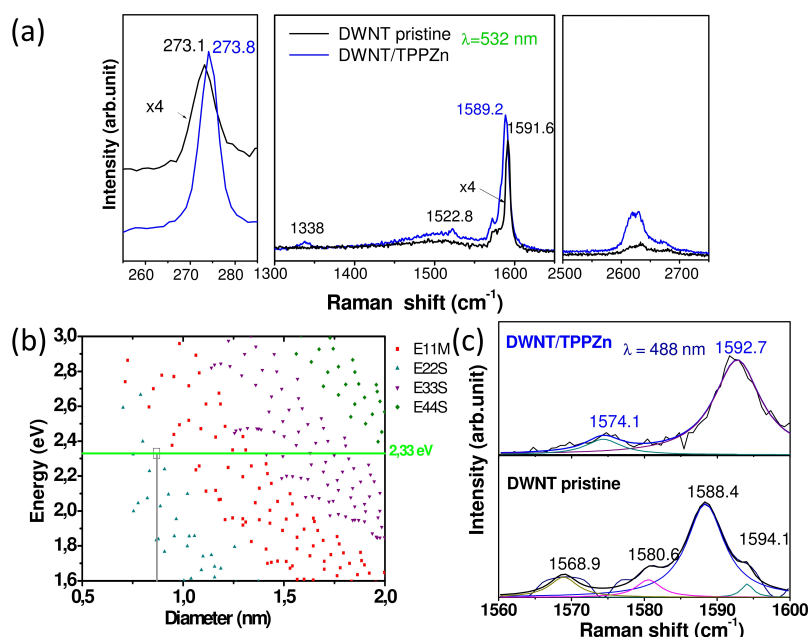 (a)
Intensity (arb.unit)
273.1 273.8
x4
260 270 280
DWNT pristine
DWNT/TPPZn
λ=532 nm
1589.2
1591.6
x4
1338
1522.8
1300 1400 1500 1600
2500 2600 2700
Raman shift (cm-1)
(b)
Energy (eV)
3,0
2,8
2,6
2,4
2,2
2,0
1,8
1,6
E11M
E22S
E33S
E44S
2,33 eV
0,5 1,0 1,5 2,0
Diameter (nm)
(c)
Intensity (arb.unit)
DWNT/TPPZn λ = 488 nm 1592.7
1574.1
DWNT pristine
1588.4
1568.9
1580.6
1594.1
1560 1570 1580 1590 1600
Raman shift (cm-1)